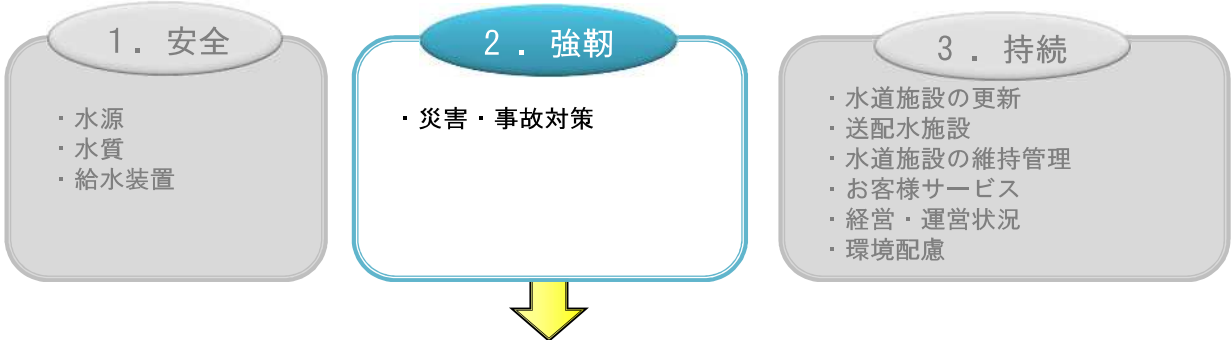 1．安全
・水源
・水質
・給水装置
2．強靭
・災害・事故対策
3．持続
・水道施設の更新
・送配水施設
・水道施設の維持管理
・お客様サービス
・経営・運営状況
・環境配慮